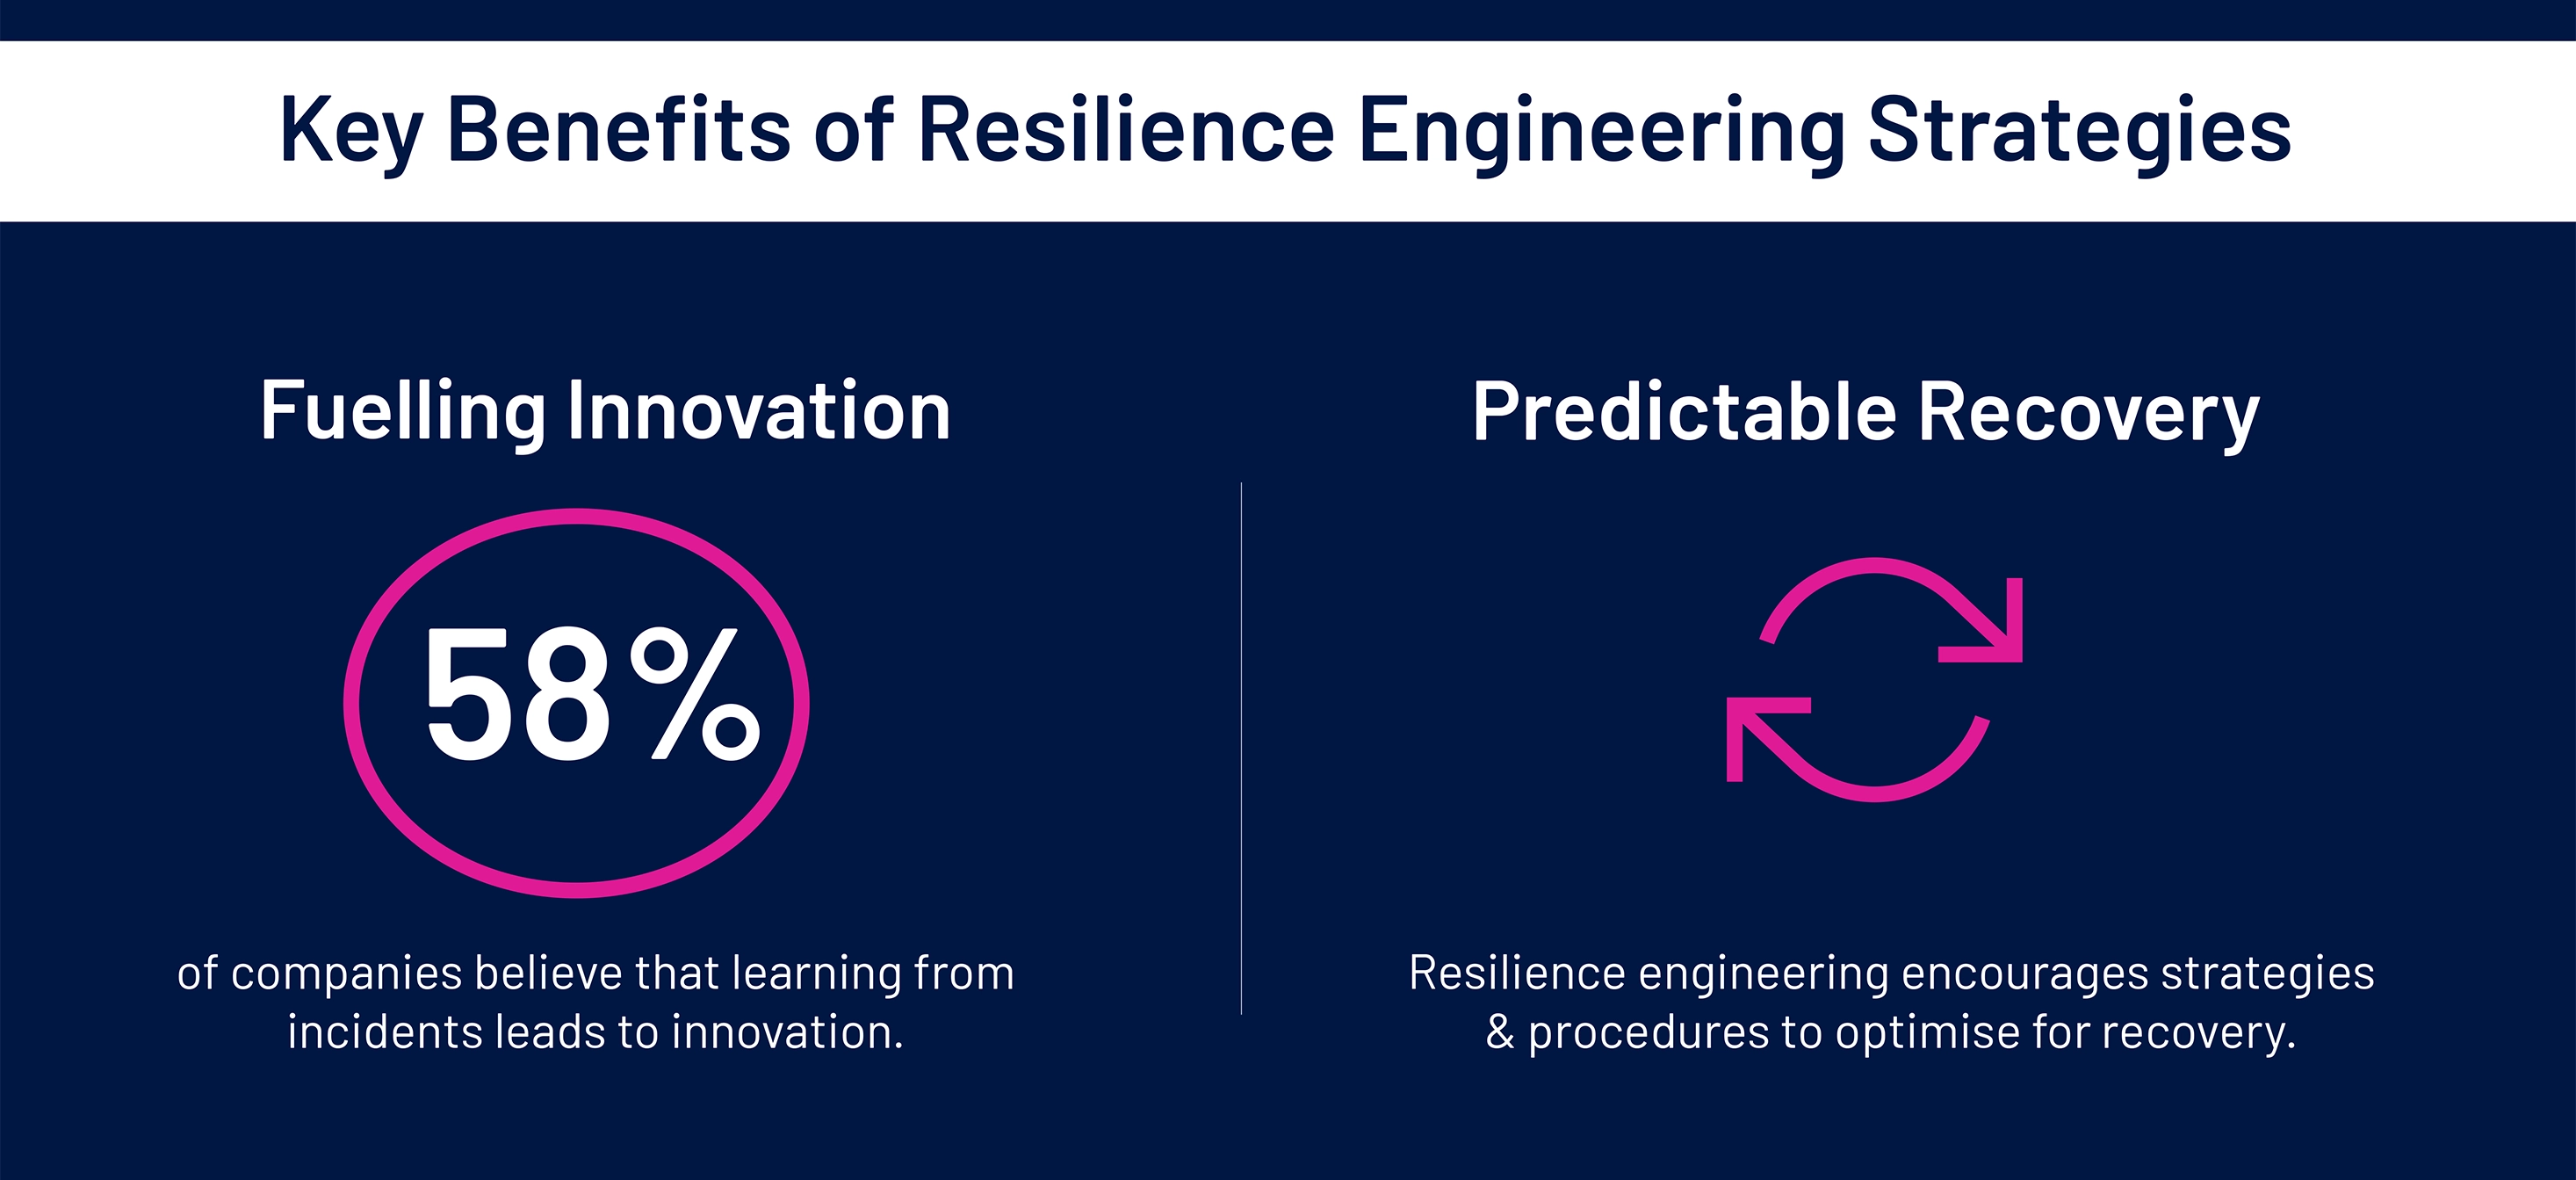 Key Benefits of Resilience Engineering Strategies
Fuelling Innovation
58%
of companies believe that learning from
incidents leads to innovation.
Predictable Recovery
Resilience engineering encourages strategies
& procedures to optimise for recovery.